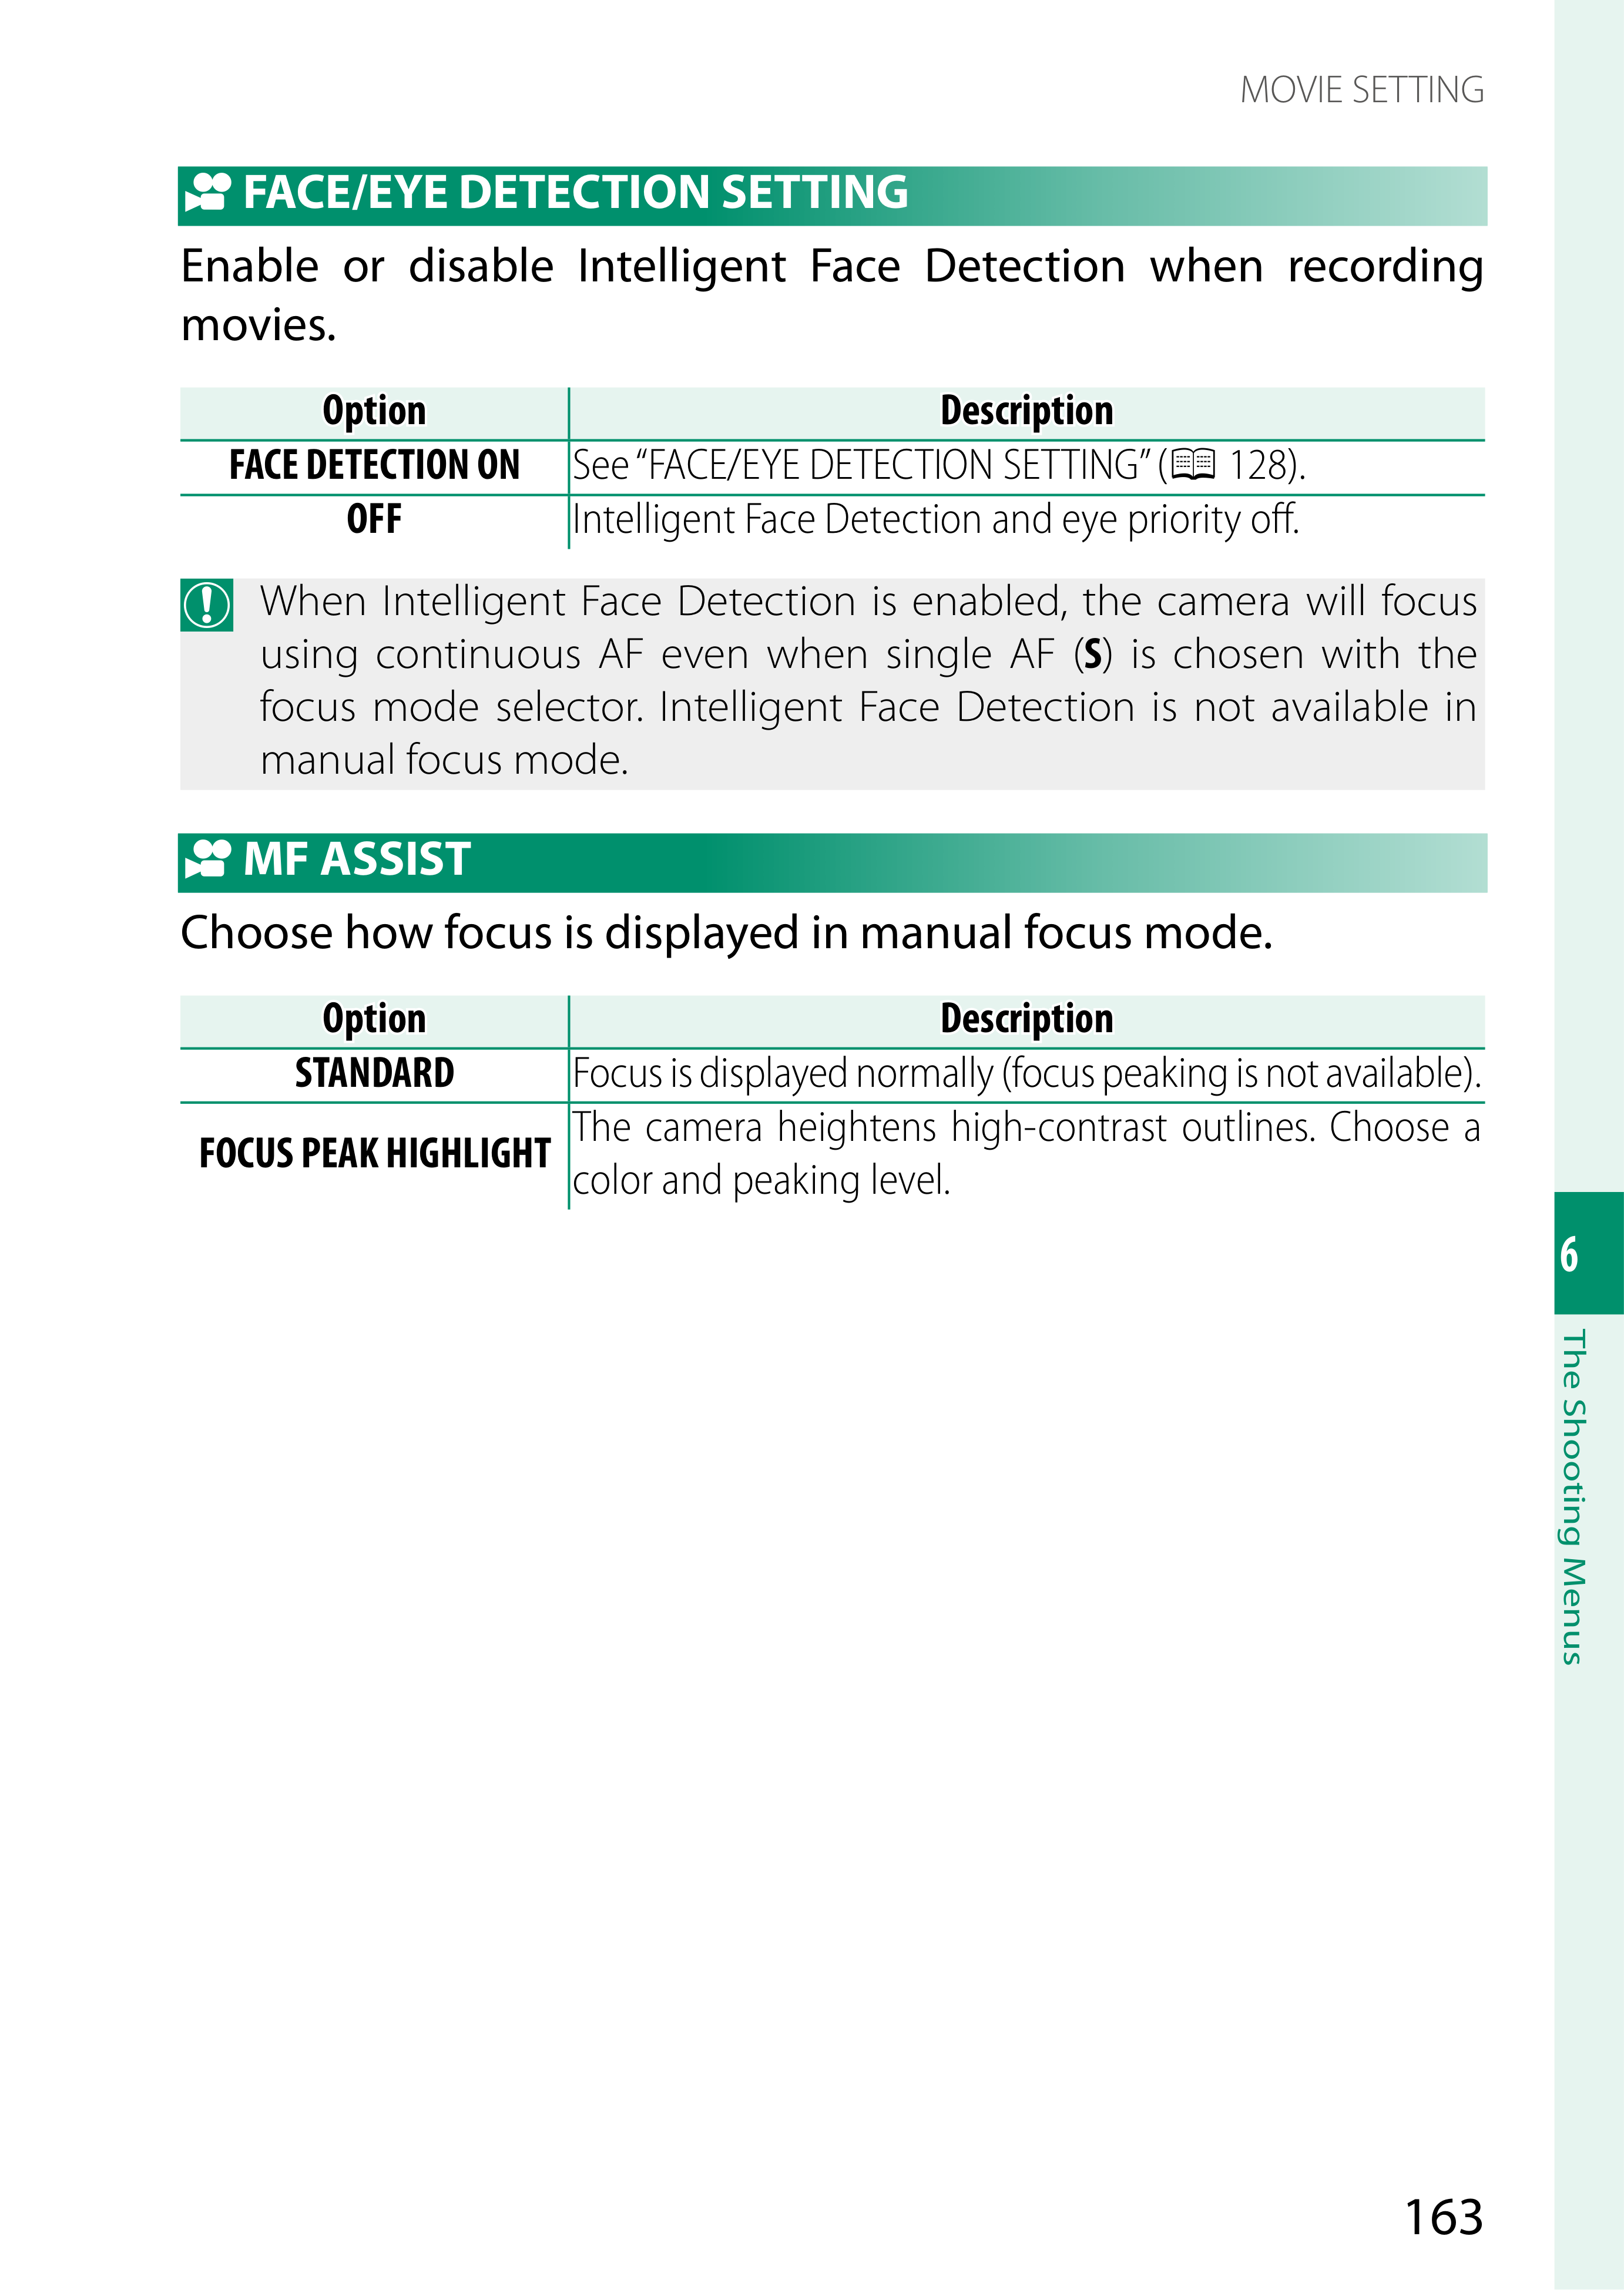 MOVIE SETTING
FACE/EYE DETECTION SETTING
Enable or disable Intelligent Face Detection when recording
movies.
Option Description
FACE DETECTION ON See “FACE/EYE DETECTION SETTING” ( 128).
OFF Intelligent Face Detection and eye priority off.
When Intelligent Face Detection is enabled, the camera will focus
using continuous AF even when single AF (S) is chosen with the
focus mode selector. Intelligent Face Detection is not available in
manual focus mode.
MF ASSIST
Choose how focus is displayed in manual focus mode.
Option Description
STANDARD Focus is displayed normally (focus peaking is not available).
FOCUS PEAK HIGHLIGHT The camera heightens high-contrast outlines. Choose a
color and peaking level.
6
The Shooting Menus
163